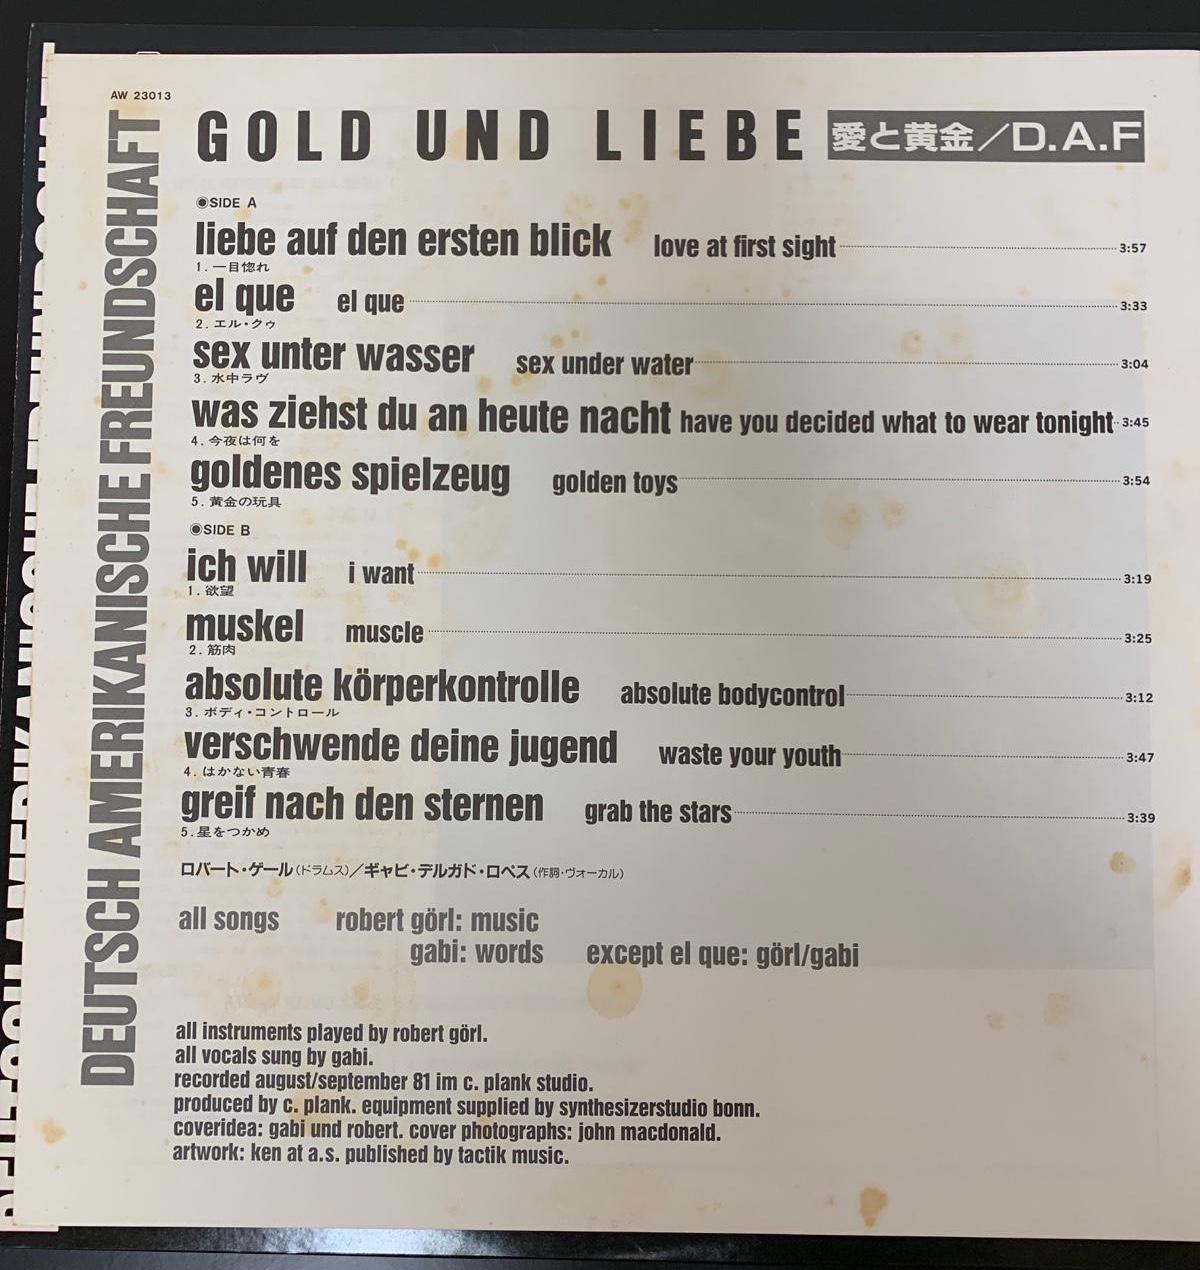 AW 23013
DEUTSCH AMERIKANISCHE FREUNDSCHAFT
GOLD UND LIEBE 愛と黄金／D.A.F
◉SIDE A
liebe auf den ersten blick love at first sight 3:57
1. 一目惚れ
el que el que 3:33
2. エル・クゥ
sex unter wasser sex under water 3:04
3. 水中ラヴ
was ziehst du an heute nacht have you decided what to wear tonight 3:45
4. 今夜は何を
goldenes spielzeug golden toys 3:54
5. 黄金の玩具
◉SIDE B
ich will i want 3:19
1. 欲望
muskel muscle 3:25
2. 筋肉
absolute körperkontrolle absolute bodycontrol 3:12
3. ボディ・コントロール
verschwende deine jugend waste your youth 3:47
4. はかない青春
greif nach den sternen grab the stars 3:39
5. 星をつかめ
ロバート・ゲール（ドラムス）／ギャビ・デルガド・ロペス（作詞・ヴォーカル）
all songs robert görl: music
gabi: words except el que: görl/gabi
all instruments played by robert görl.
all vocals sung by gabi.
recorded august/september 81 im c. plank studio.
produced by c. plank. equipment supplied by synthesizerstudio bonn.
coveridea: gabi und robert. cover photographs: john macdonald.
artwork: ken at a.s. published by tactik music.